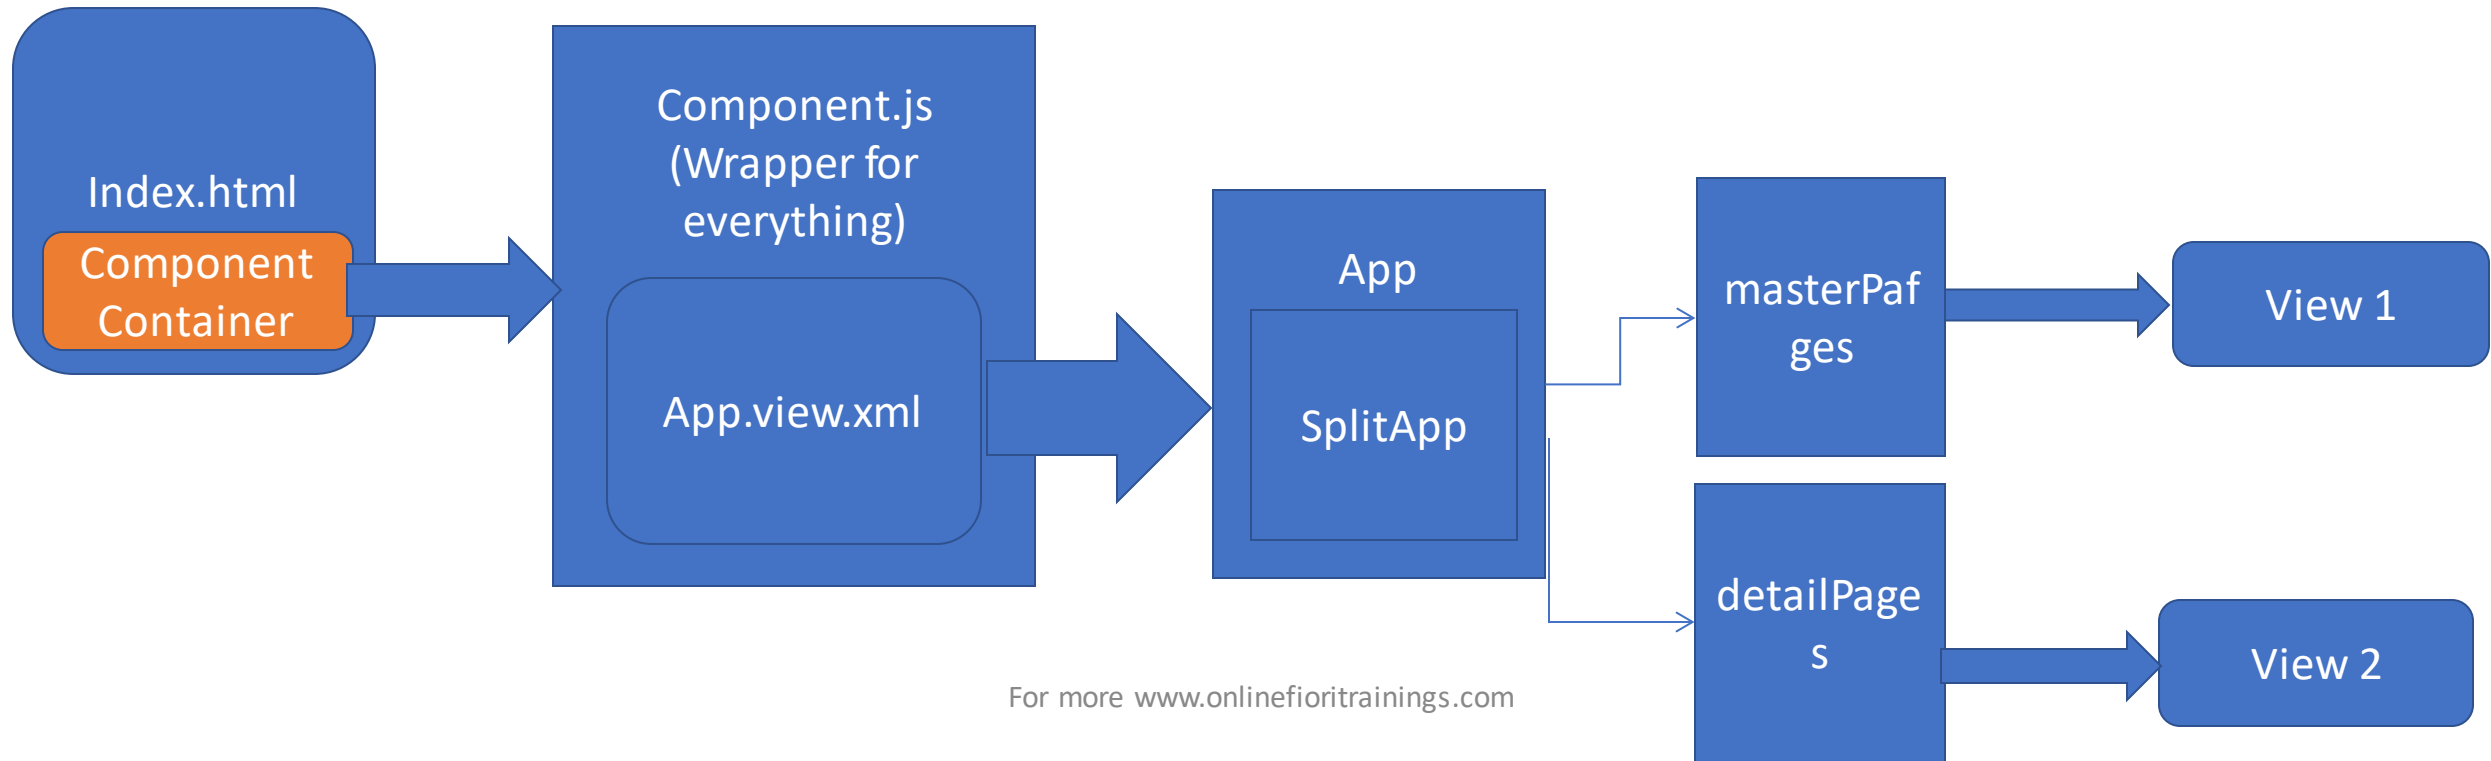 Index.html
Component
Container
Component.js
(Wrapper for
everything)
App.view.xml
App
SplitApp
masterPaf
ges
View 1
detailPage
s
View 2
For more www.onlinefioritrainings.com